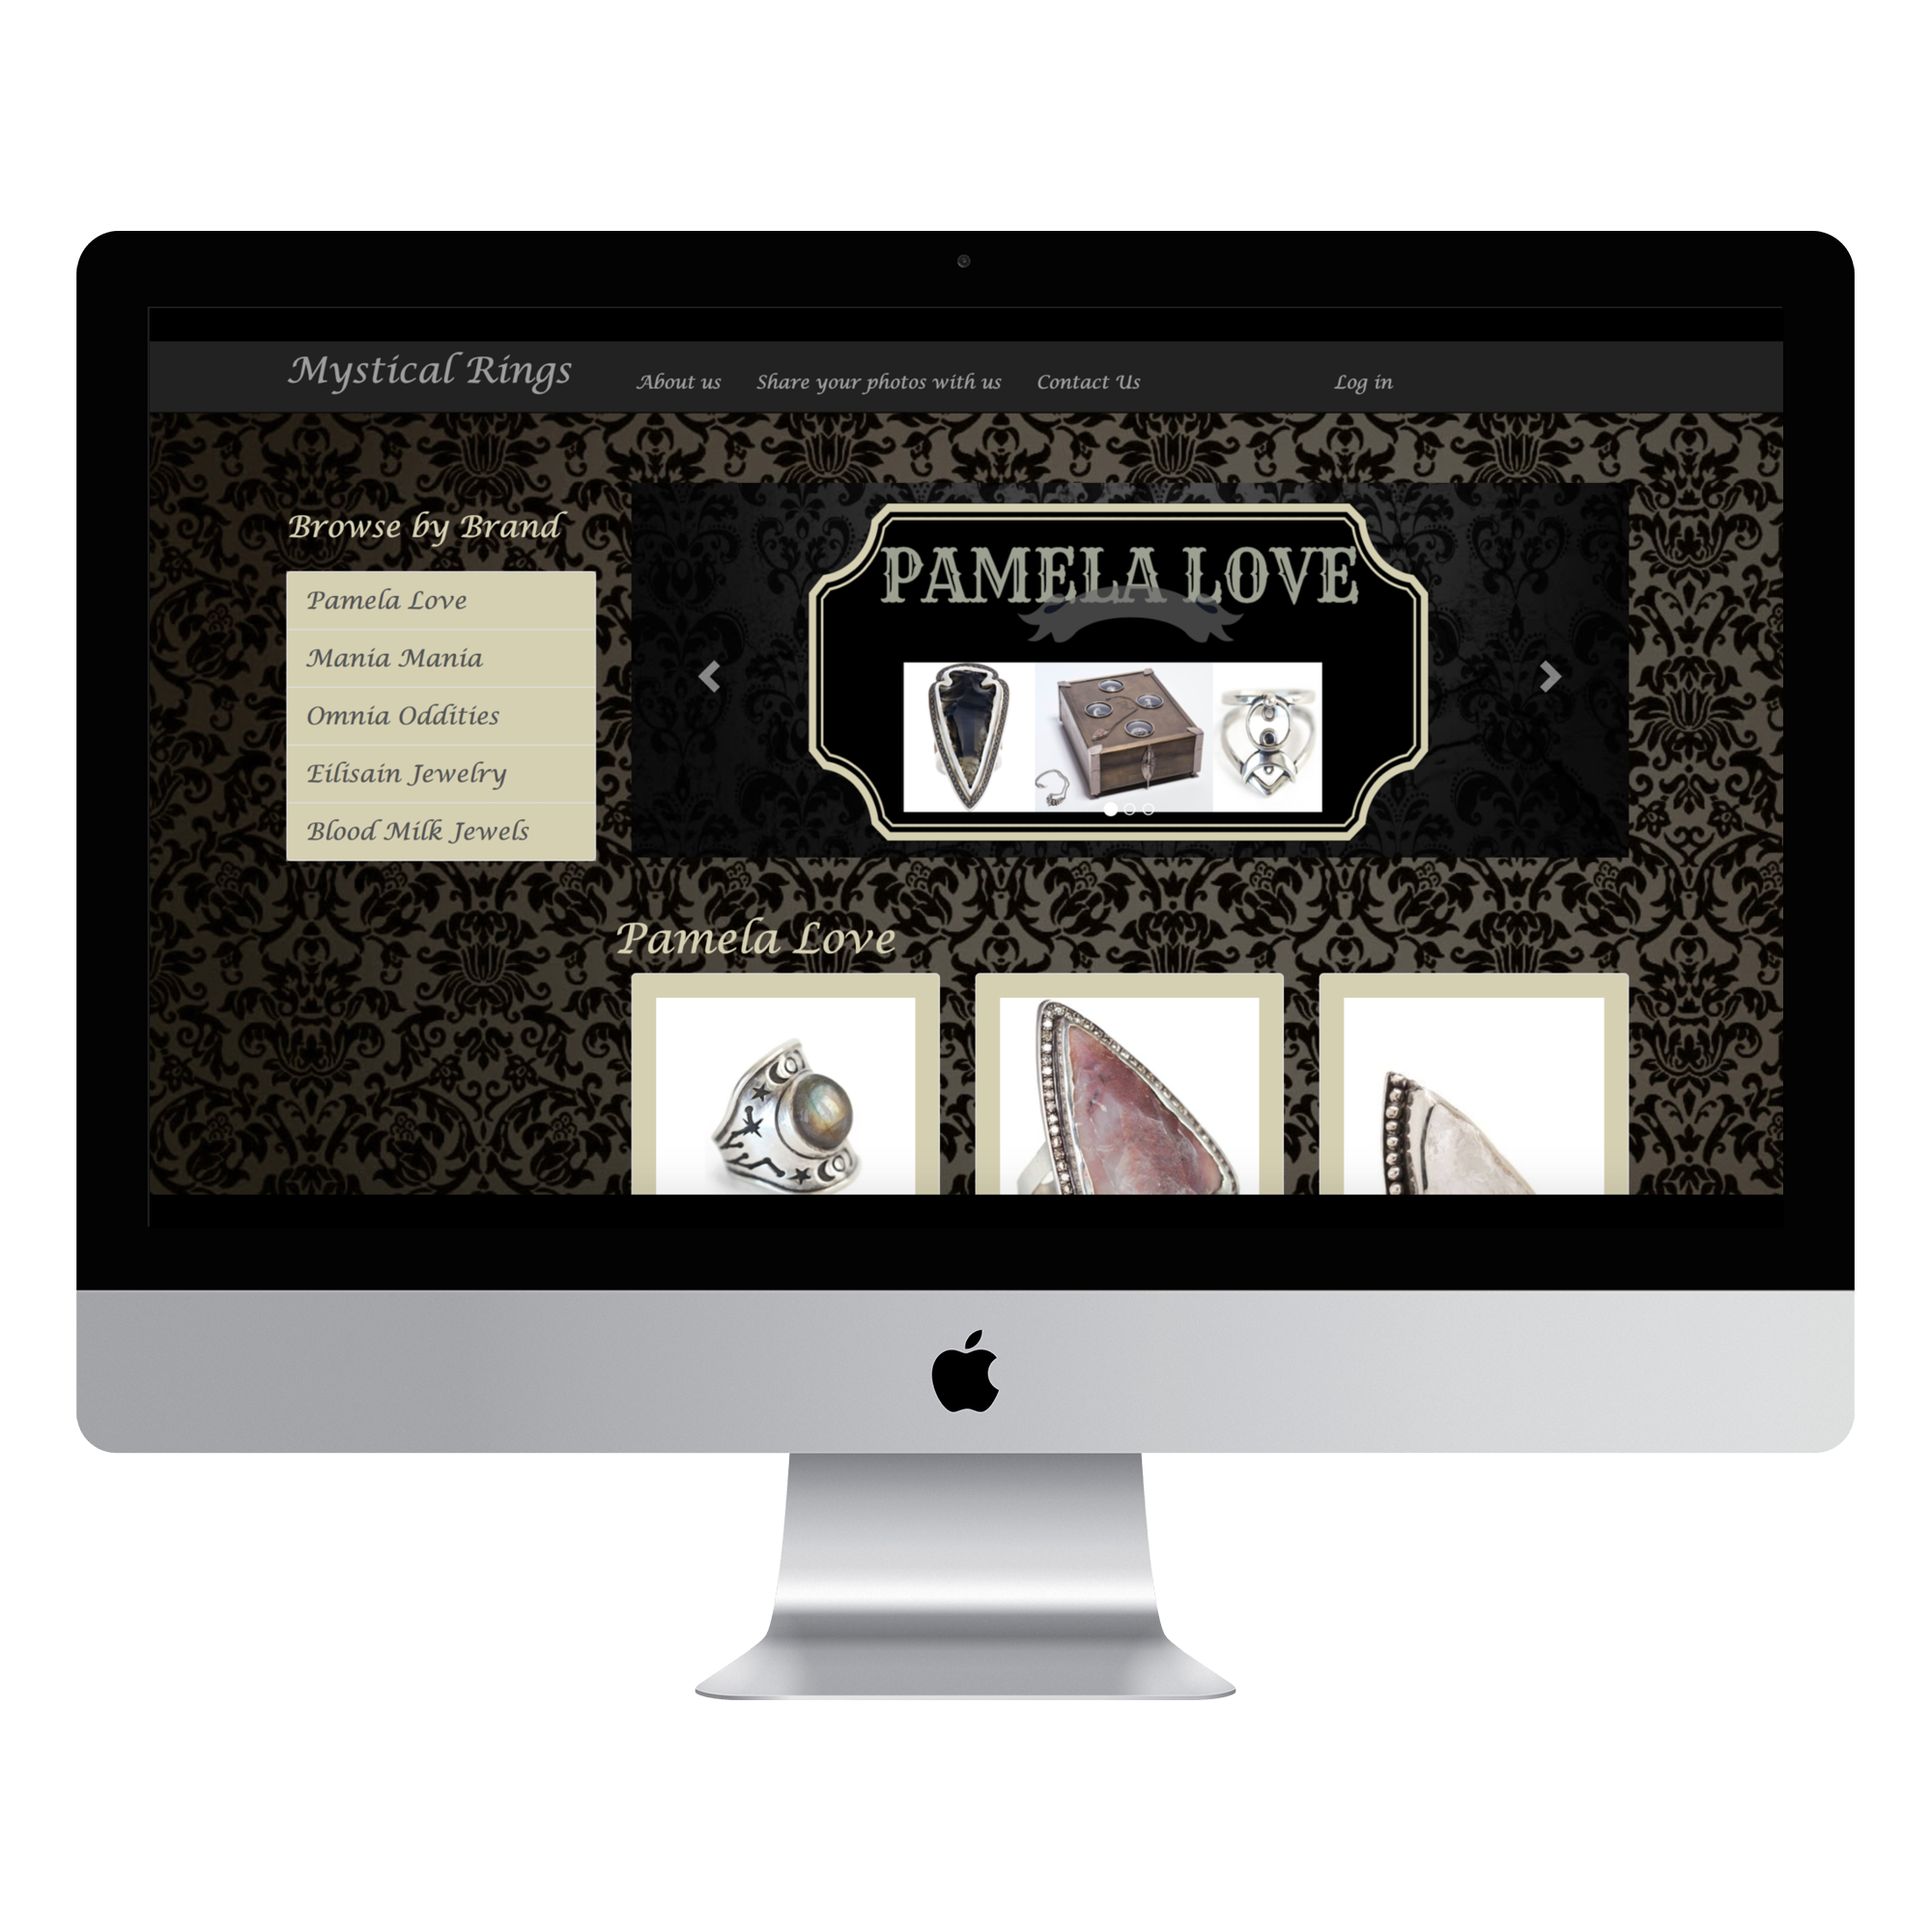 Mystical Rings
About us
Share your photos with us
Contact Us
Log in
Browse by Brand
Pamela Love
Mania Mania
Omnia Oddities
Eilisain Jewelry
Blood Milk Jewels
PAMELA LOVE
Pamela Love